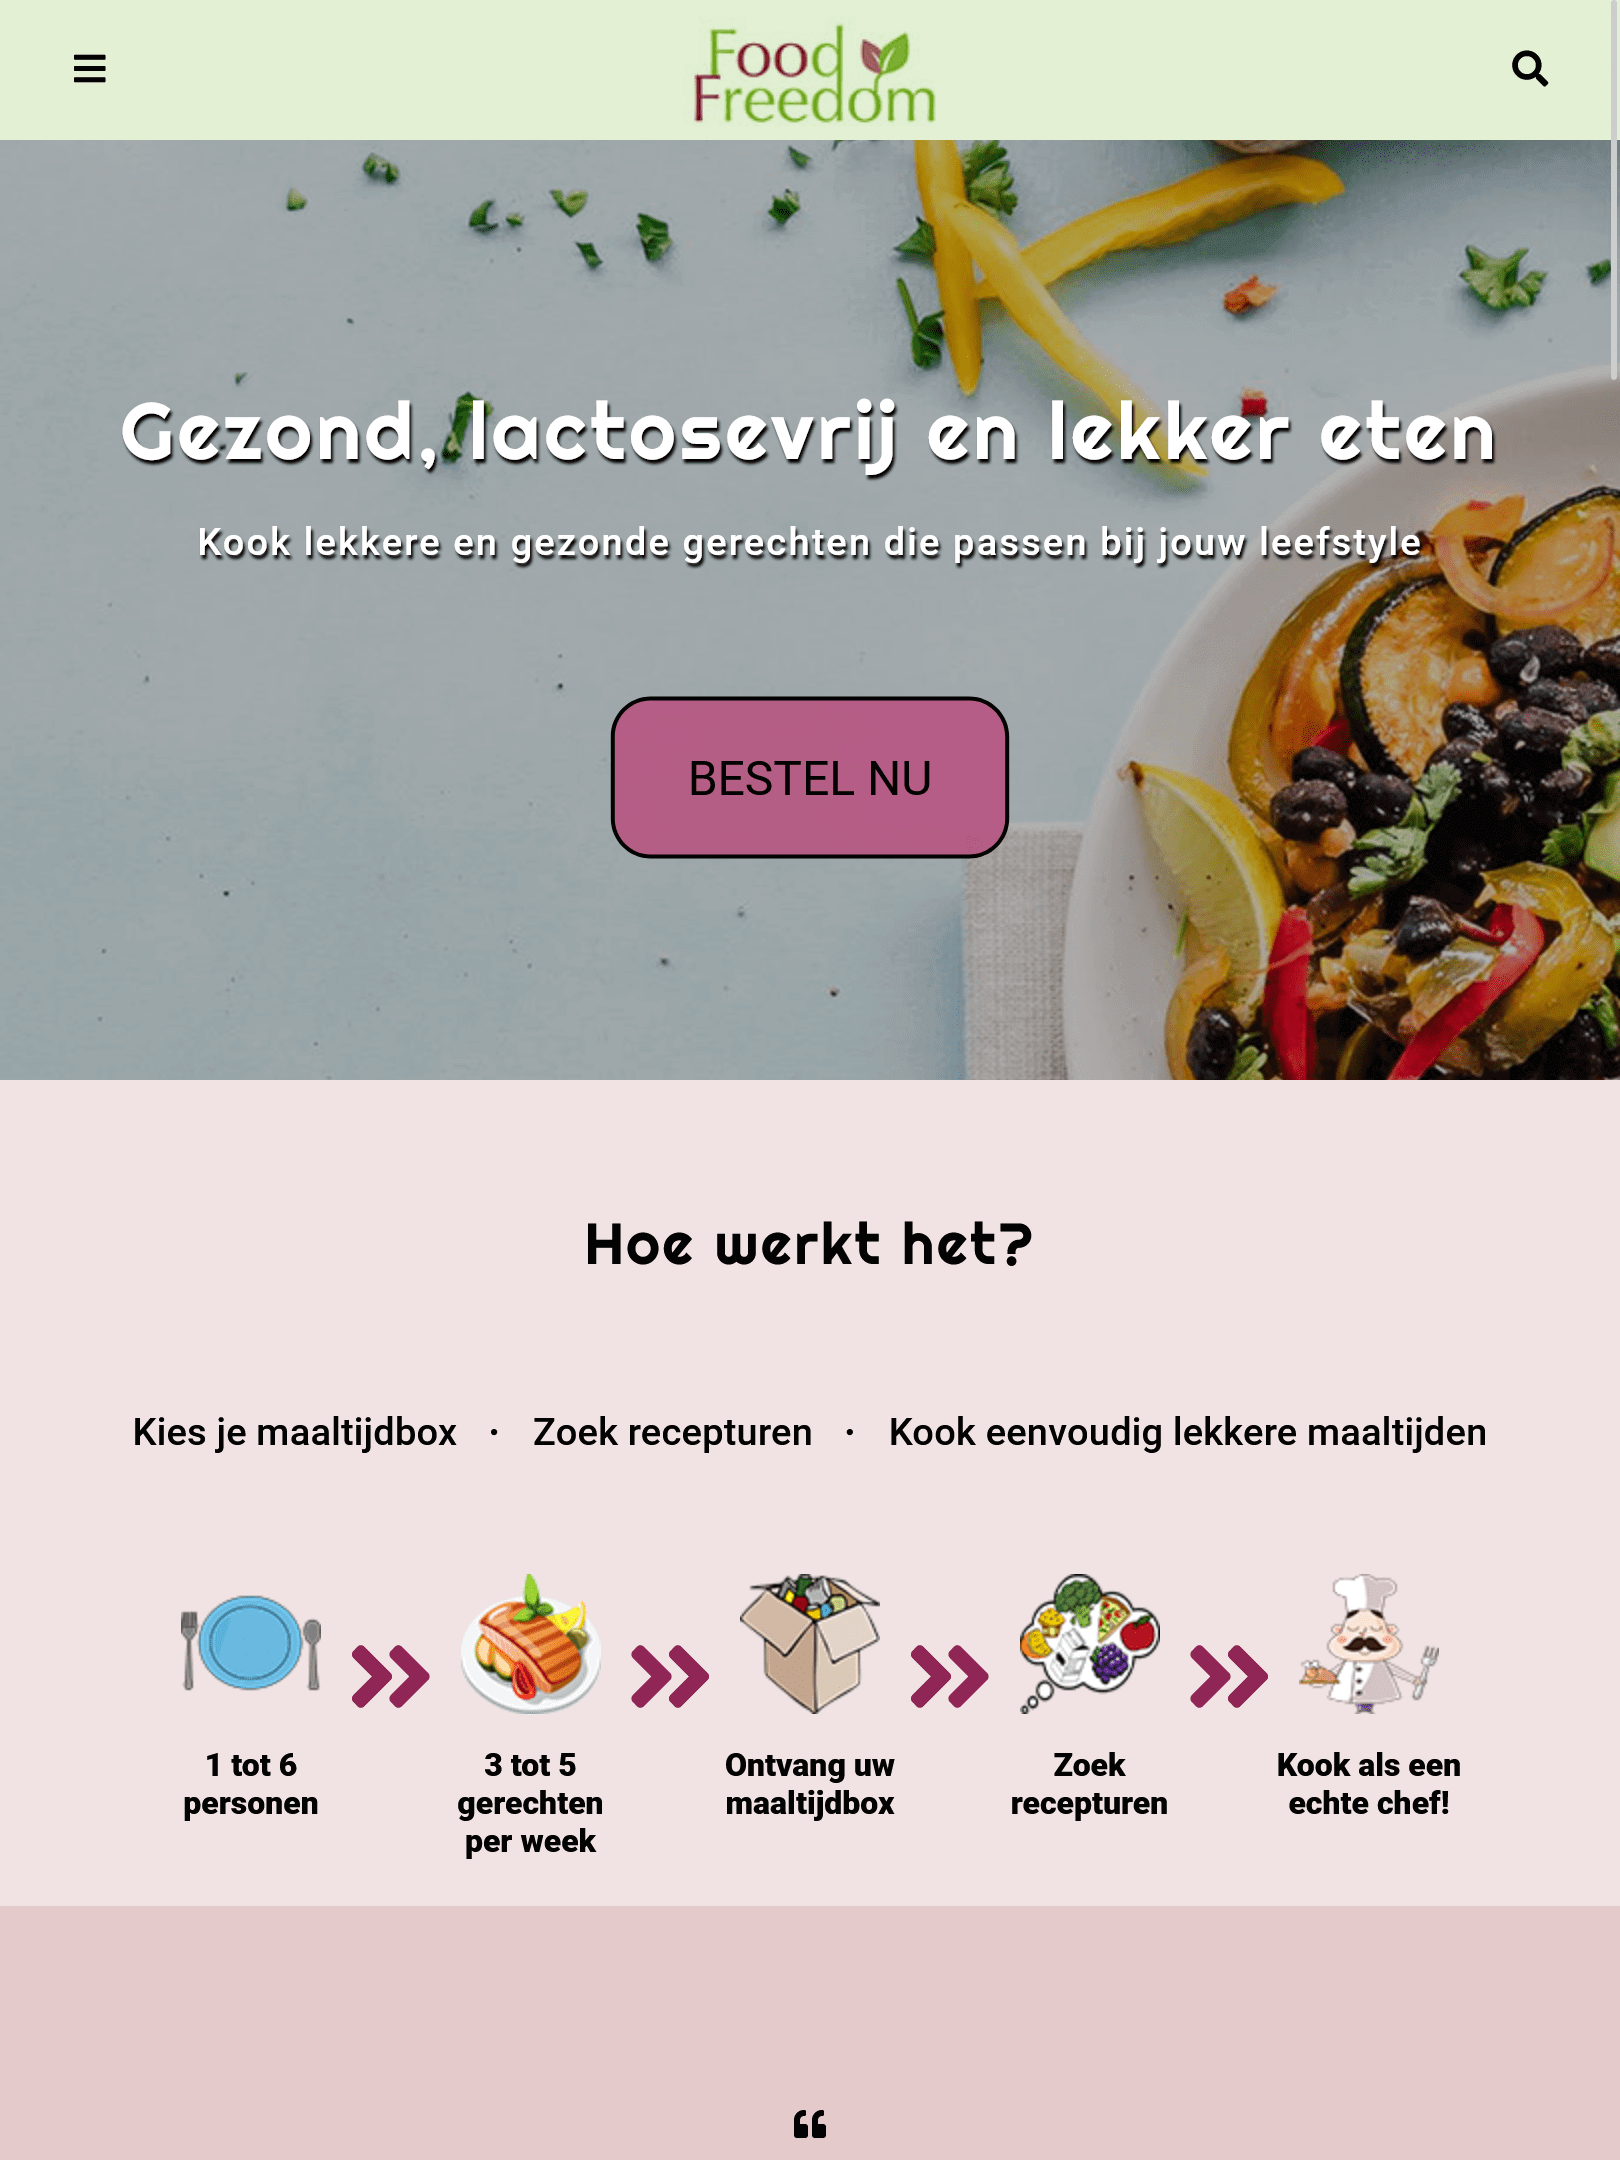 Food
Freedom
Gezond, lactosevrij en lekker eten
Kook lekkere en gezonde gerechten die passen bij jouw leefstyle
BESTEL NU
Hoe werkt het?
Kies je maaltijdbox · Zoek recepturen · Kook eenvoudig lekkere maaltijden
1 tot 6
personen
3 tot 5
gerechten
per week
Ontvang uw
maaltijdbox
Zoek
recepturen
Kook als een
echte chef!
“